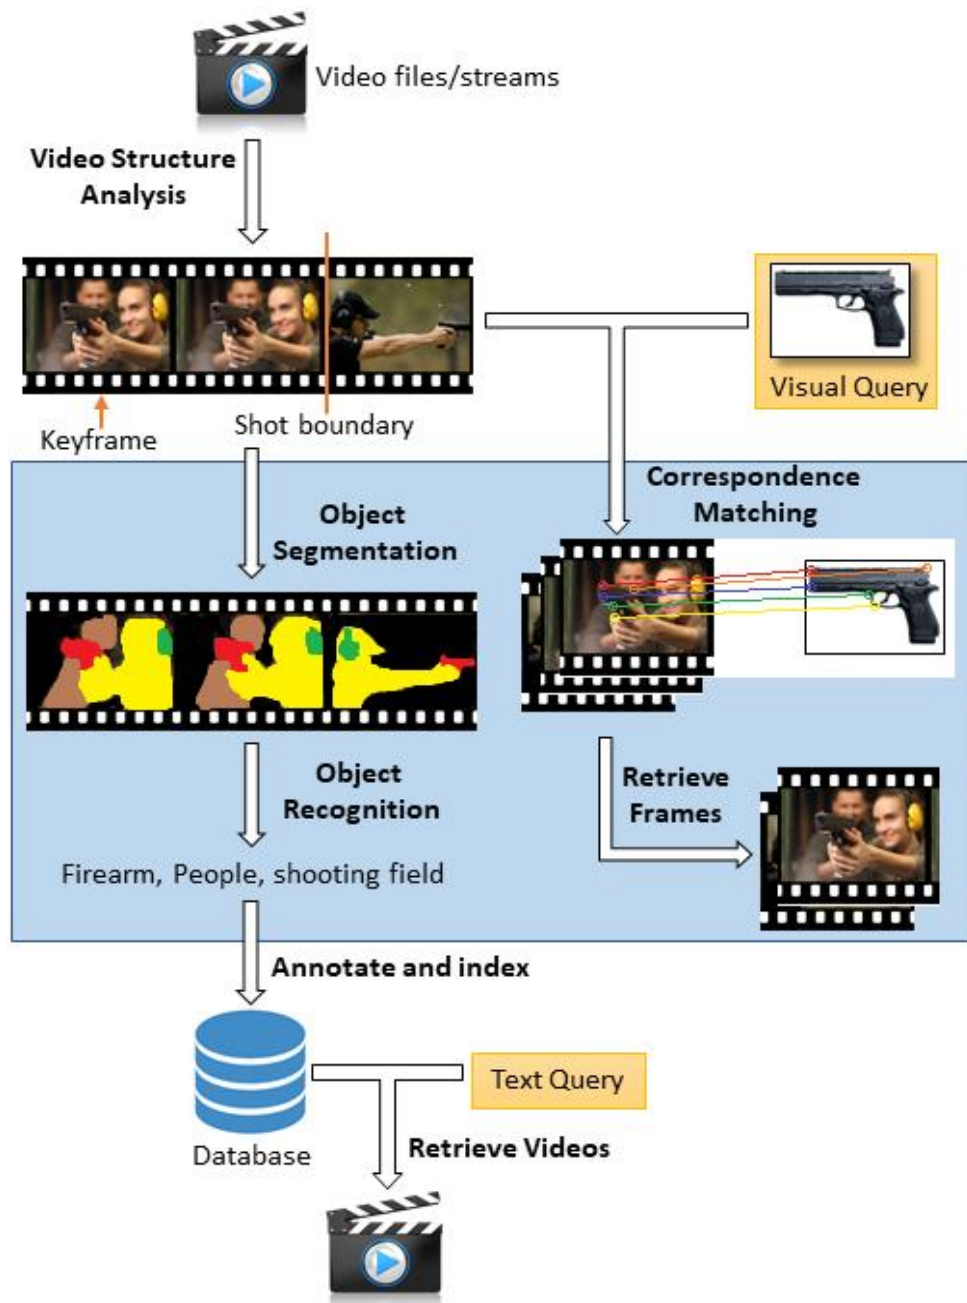 Video files/streams
Video Structure
Analysis
Visual Query
Keyframe
Shot boundary
Correspondence
Matching
Object
Segmentation
Object
Recognition
Retrieve
Frames
Firearm, People, shooting field
Annotate and index
Text Query
Database
Retrieve Videos